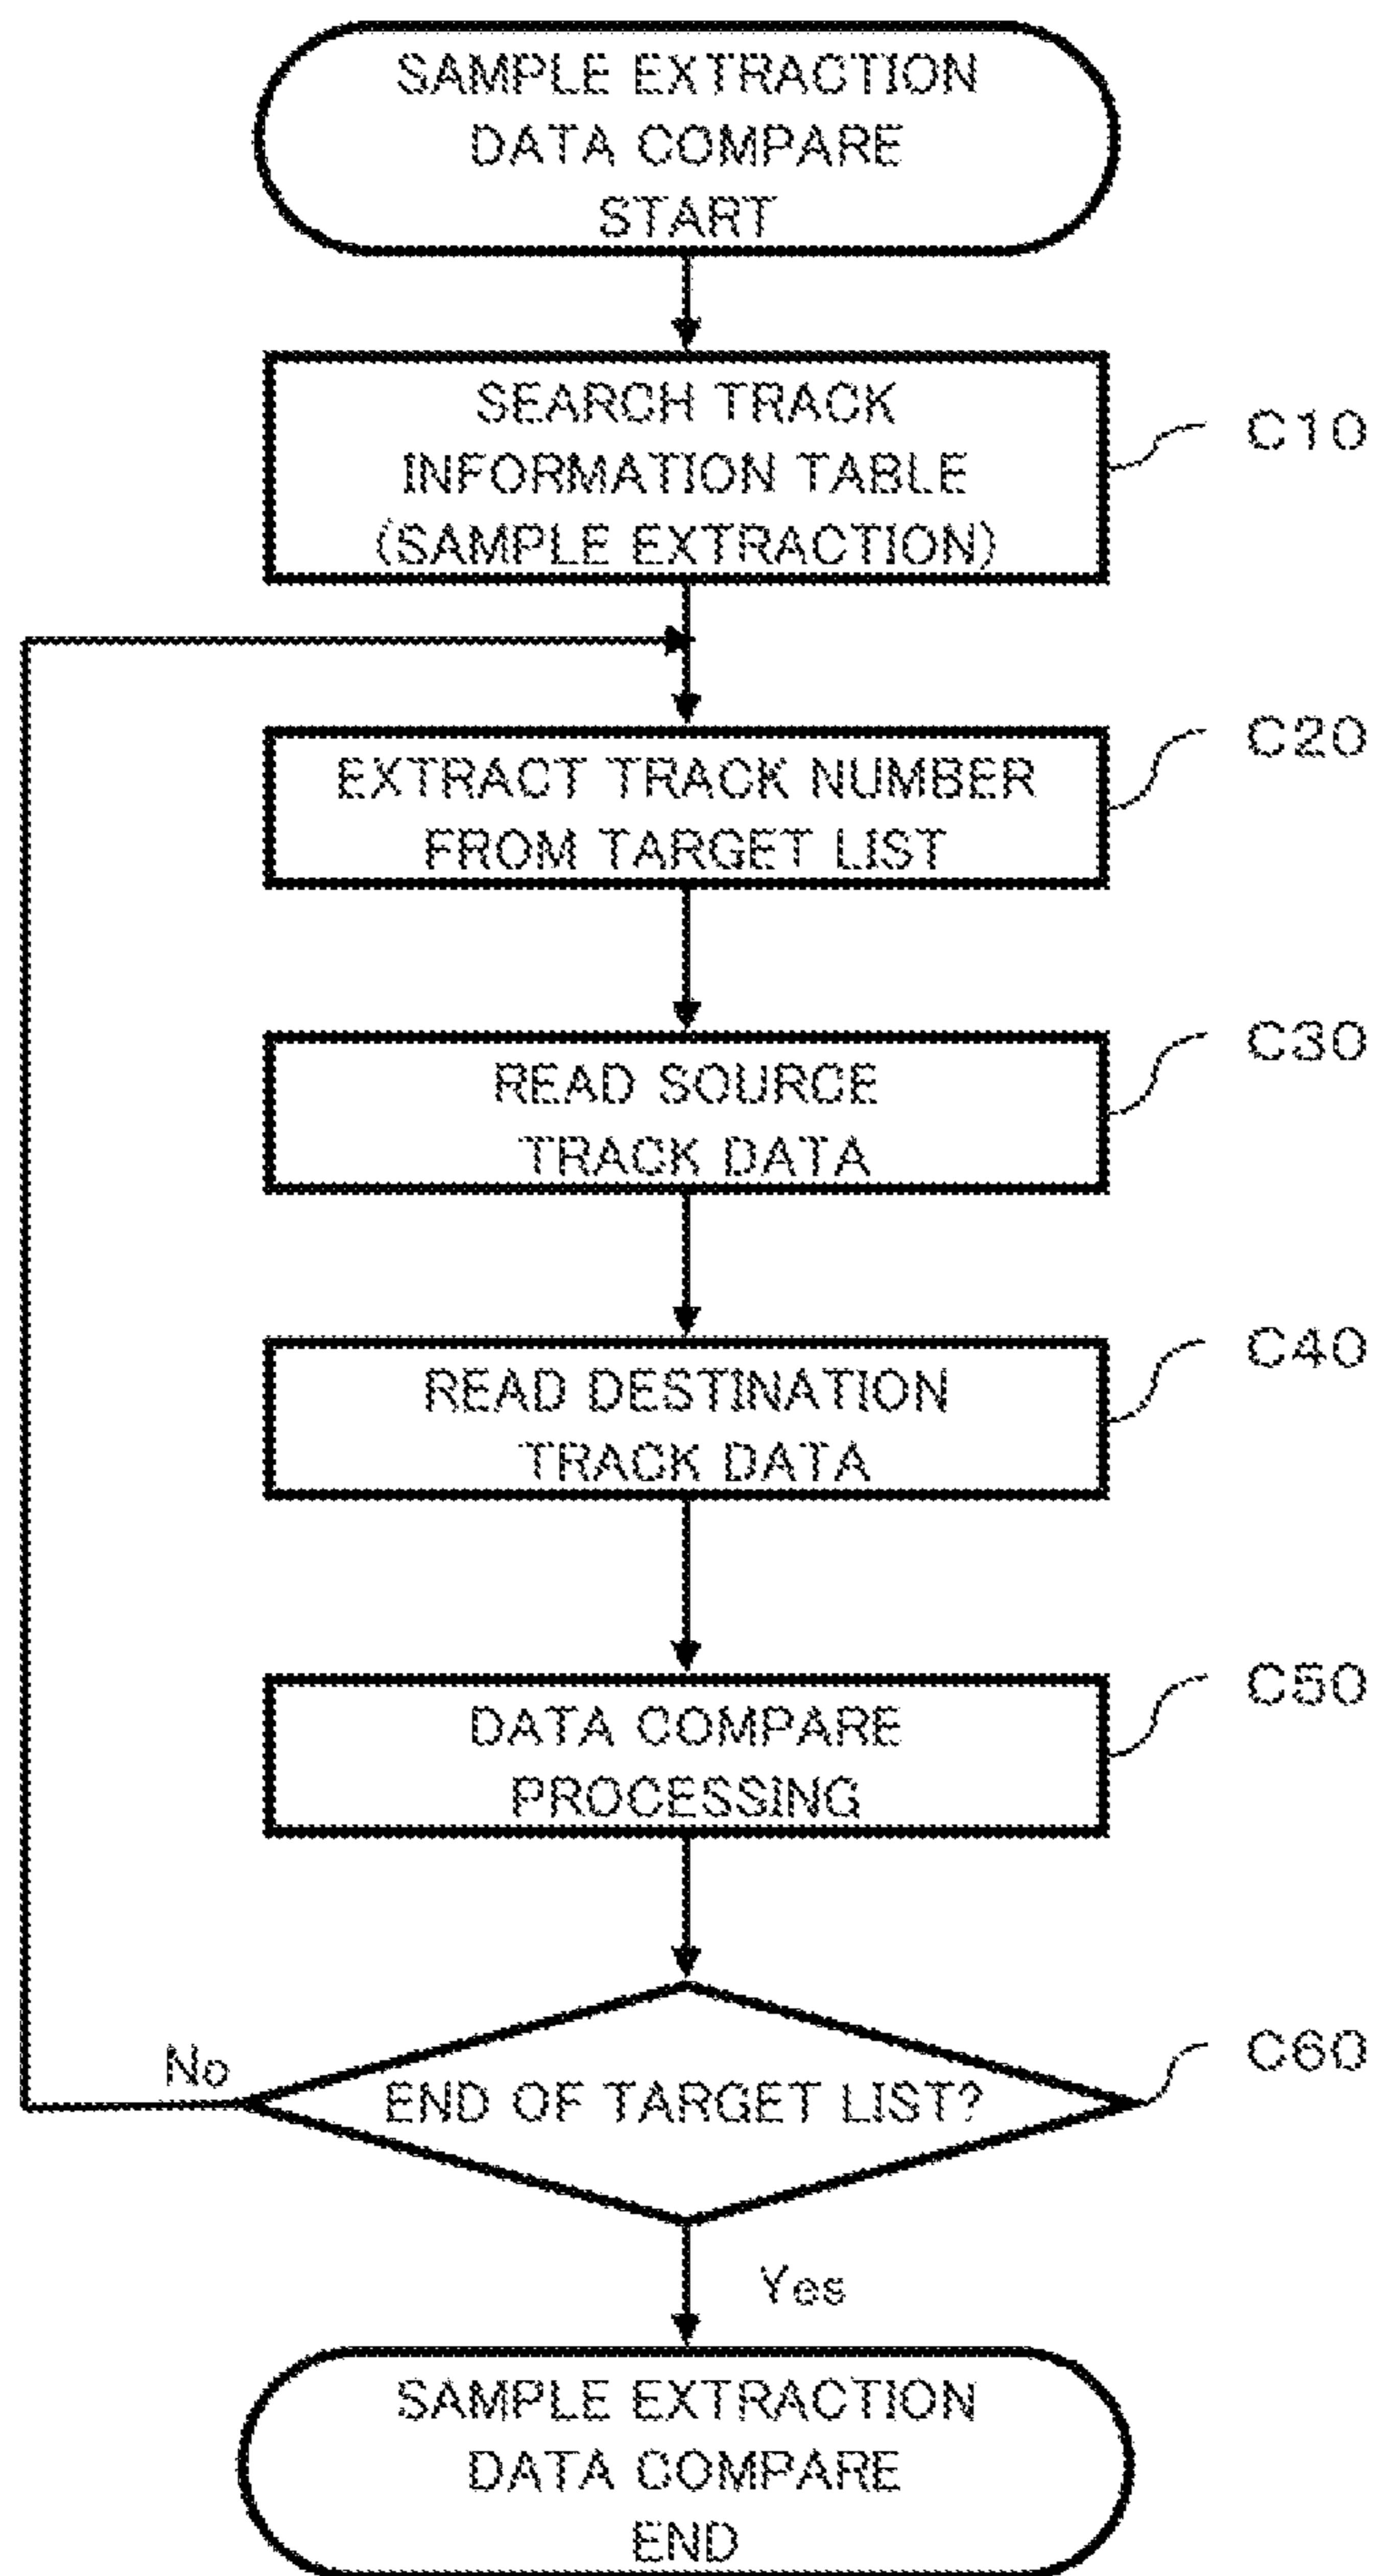 SAMPLE EXTRACTION
DATA COMPARE
START
SEARCH TRACK
INFORMATION TABLE
(SAMPLE EXTRACTION)
C10
EXTRACT TRACK NUMBER
FROM TARGET LIST
C20
READ SOURCE
TRACK DATA
C30
READ DESTINATION
TRACK DATA
C40
DATA COMPARE
PROCESSING
C50
END OF TARGET LIST?
C60
No
Yes
SAMPLE EXTRACTION
DATA COMPARE
END